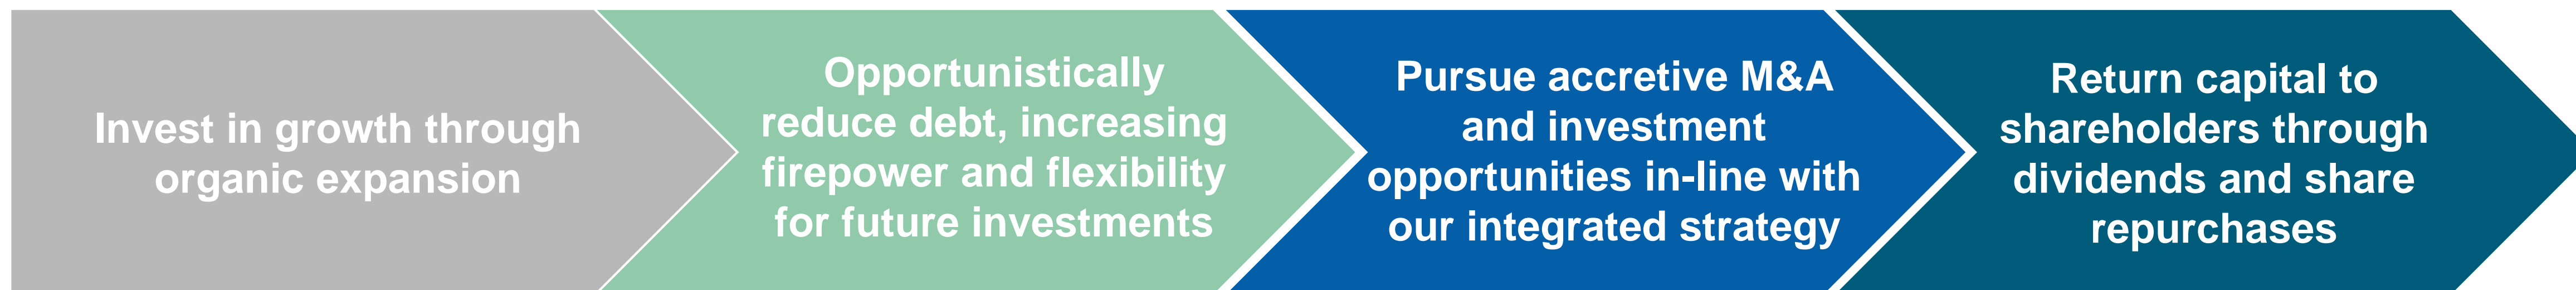 Invest in growth through
organic expansion
Opportunistically
reduce debt, increasing
firepower and flexibility
for future investments
Pursue accretive M&A
and investment
opportunities in-line with
our integrated strategy
Return capital to
shareholders through
dividends and share
repurchases